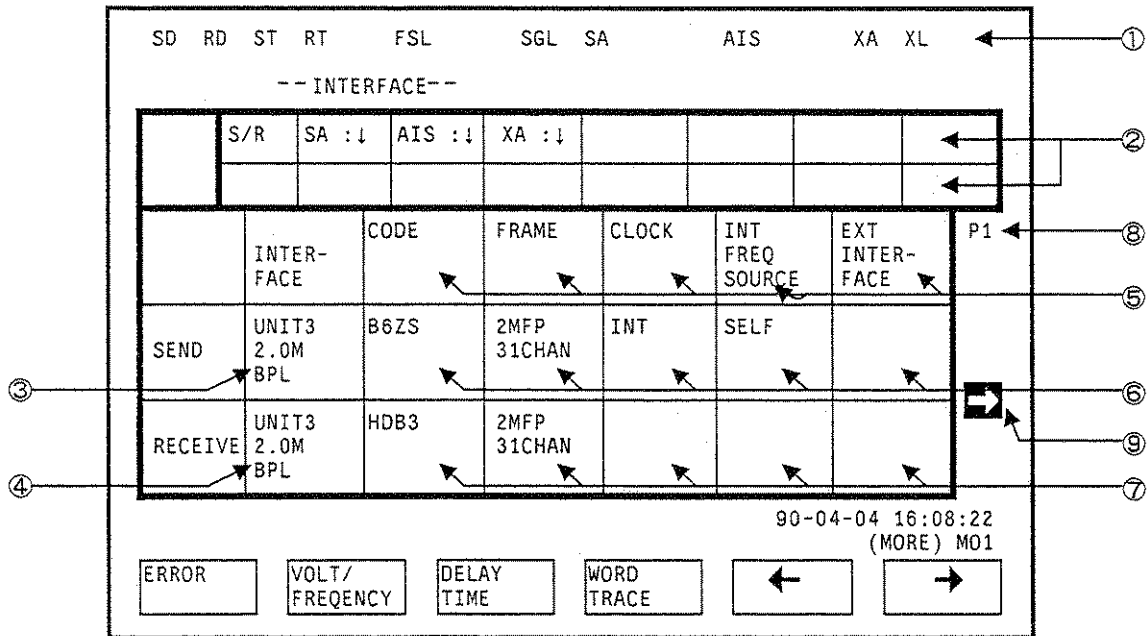 SD RD ST RT FSL SGL SA AIS XA XL ①
--INTERFACE--
S/R SA :↓ AIS :↓ XA :↓ ②
INTER-
FACE
CODE
FRAME
CLOCK
INT
FREQ
SOURCE
EXT
INTER-
FACE
P1 ⑧
⑤
SEND
UNIT3
2.0M
BPL
B6ZS
2MFP
31CHAN
INT
SELF
③
⑥
⑨
RECEIVE
UNIT3
2.0M
BPL
HDB3
2MFP
31CHAN
④
⑦
90-04-04 16:08:22
(MORE) M01
ERROR
VOLT/
FREQENCY
DELAY
TIME
WORD
TRACE
←
→